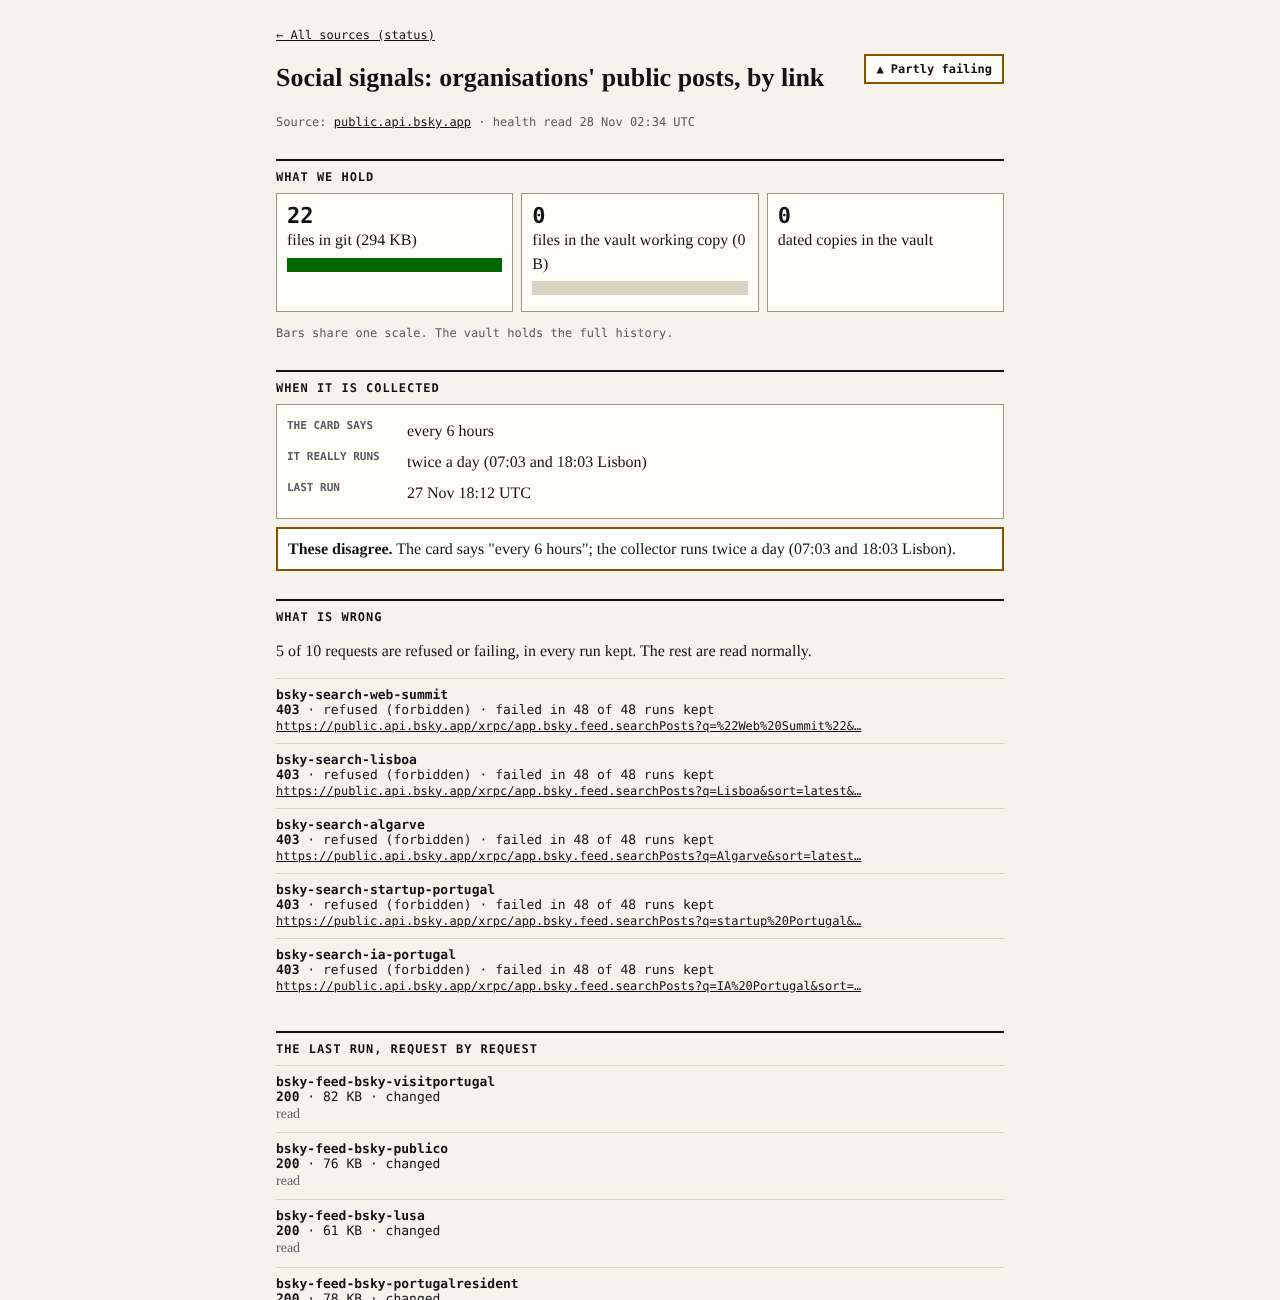 ← All sources (status)
Social signals: organisations' public posts, by link
▲ Partly failing
Source: public.api.bsky.app · health read 28 Nov 02:34 UTC
WHAT WE HOLD
22
files in git (294 KB)
0
files in the vault working copy (0
B)
0
dated copies in the vault
Bars share one scale. The vault holds the full history.
WHEN IT IS COLLECTED
THE CARD SAYS every 6 hours
IT REALLY RUNS twice a day (07:03 and 18:03 Lisbon)
LAST RUN 27 Nov 18:12 UTC
These disagree. The card says "every 6 hours"; the collector runs twice a day (07:03 and 18:03 Lisbon).
WHAT IS WRONG
5 of 10 requests are refused or failing, in every run kept. The rest are read normally.
bsky-search-web-summit
403 · refused (forbidden) · failed in 48 of 48 runs kept
https://public.api.bsky.app/xrpc/app.bsky.feed.searchPosts?q=%22Web%20Summit%22&…
bsky-search-lisboa
403 · refused (forbidden) · failed in 48 of 48 runs kept
https://public.api.bsky.app/xrpc/app.bsky.feed.searchPosts?q=Lisboa&sort=latest&…
bsky-search-algarve
403 · refused (forbidden) · failed in 48 of 48 runs kept
https://public.api.bsky.app/xrpc/app.bsky.feed.searchPosts?q=Algarve&sort=latest…
bsky-search-startup-portugal
403 · refused (forbidden) · failed in 48 of 48 runs kept
https://public.api.bsky.app/xrpc/app.bsky.feed.searchPosts?q=startup%20Portugal&…
bsky-search-ia-portugal
403 · refused (forbidden) · failed in 48 of 48 runs kept
https://public.api.bsky.app/xrpc/app.bsky.feed.searchPosts?q=IA%20Portugal&sort=…
THE LAST RUN, REQUEST BY REQUEST
bsky-feed-bsky-visitportugal
200 · 82 KB · changed
read
bsky-feed-bsky-publico
200 · 76 KB · changed
read
bsky-feed-bsky-lusa
200 · 61 KB · changed
read
bsky-feed-bsky-portugalresident
200 · 78 KB · changed